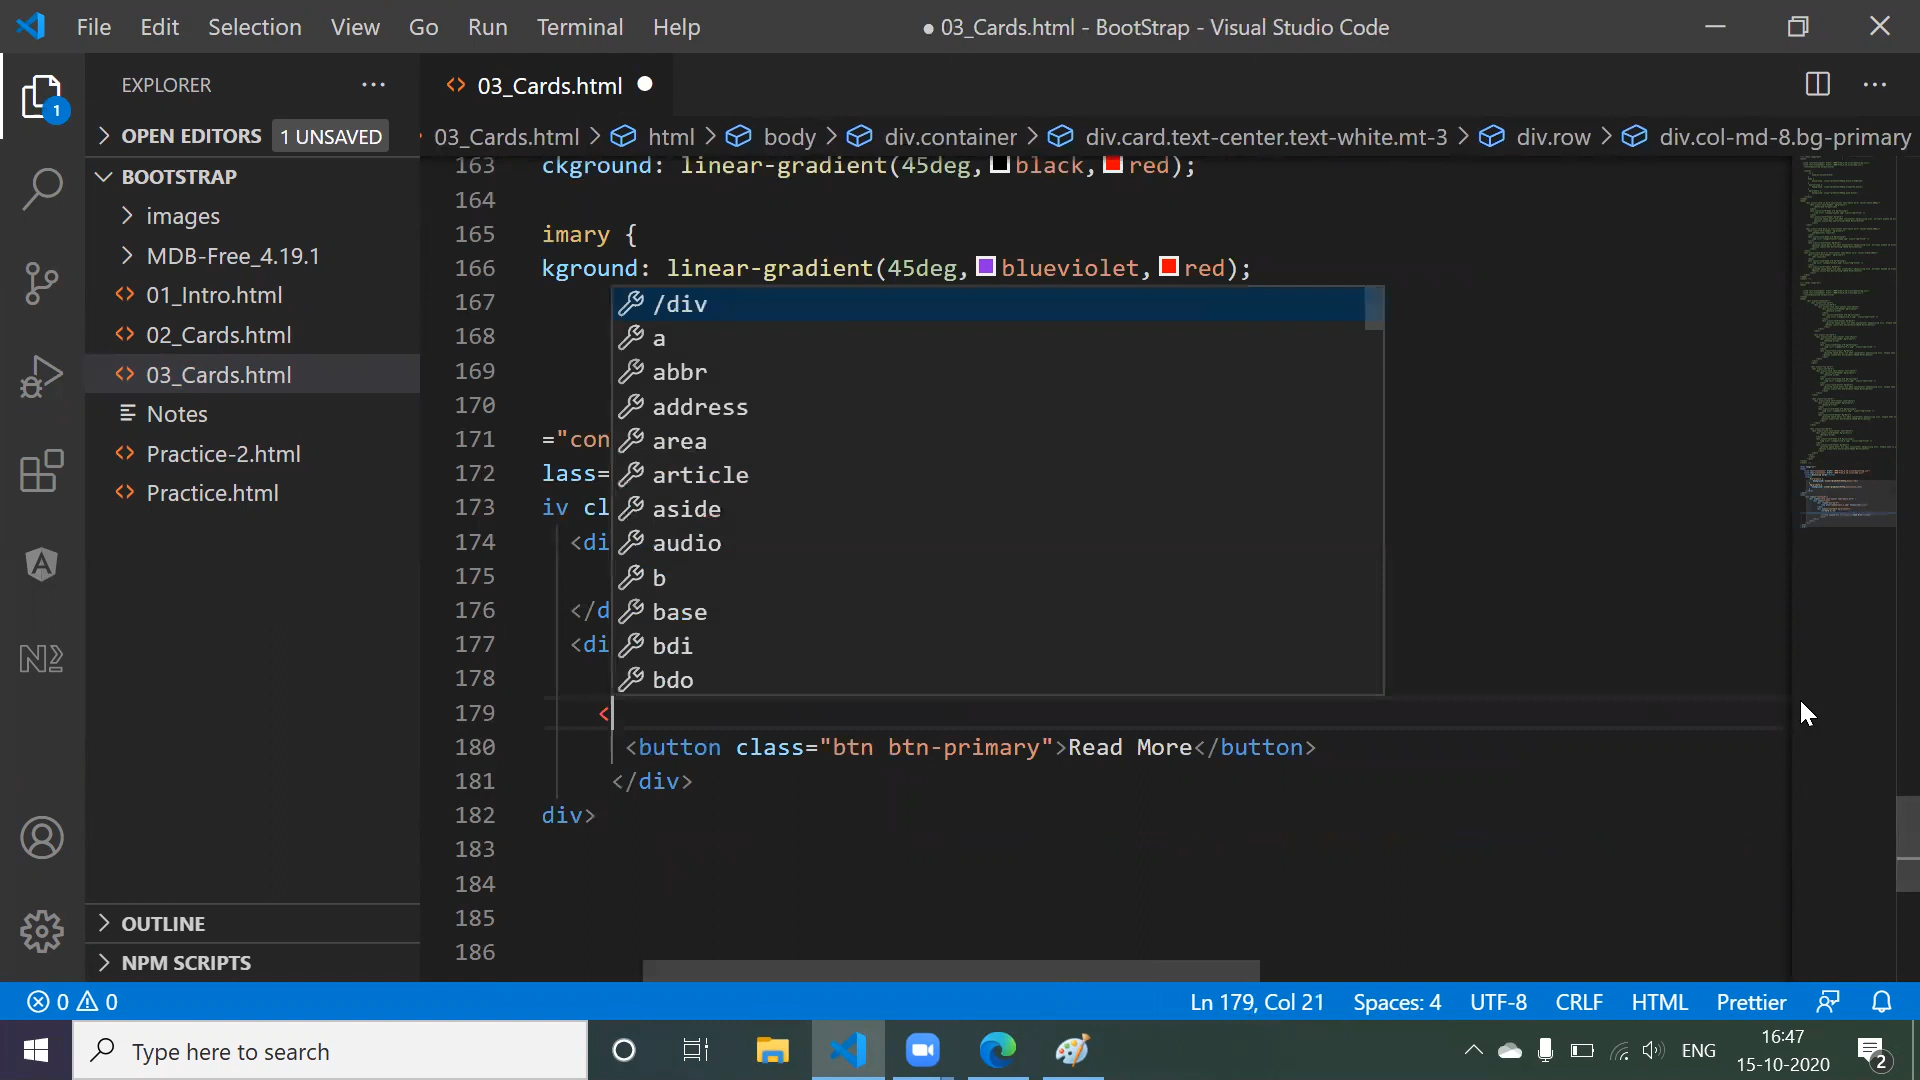 File Edit Selection View Go Run Terminal Help
● 03_Cards.html - BootStrap - Visual Studio Code
EXPLORER
1
OPEN EDITORS 1 UNSAVED
BOOTSTRAP
images
MDB-Free_4.19.1
01_Intro.html
02_Cards.html
03_Cards.html
Notes
Practice-2.html
Practice.html
OUTLINE
NPM SCRIPTS
03_Cards.html
03_Cards.html > html > body > div.container > div.card.text-center.text-white.mt-3 > div.row > div.col-md-8.bg-primary
163 ckground: linear-gradient(45deg,black,red);
164
165 imary {
166 kground: linear-gradient(45deg,blueviolet,red);
167
168
169
170
171 ="con
172 lass=
173 iv cl
174 <di
175
176 </d
177 <di
178
179 <
180 <button class="btn btn-primary">Read More</button>
181 </div>
182 div>
183
184
185
186
/div
a
abbr
address
area
article
aside
audio
b
base
bdi
bdo
0 0
Ln 179, Col 21 Spaces: 4 UTF-8 CRLF HTML Prettier
Type here to search
ENG
16:47
15-10-2020
2